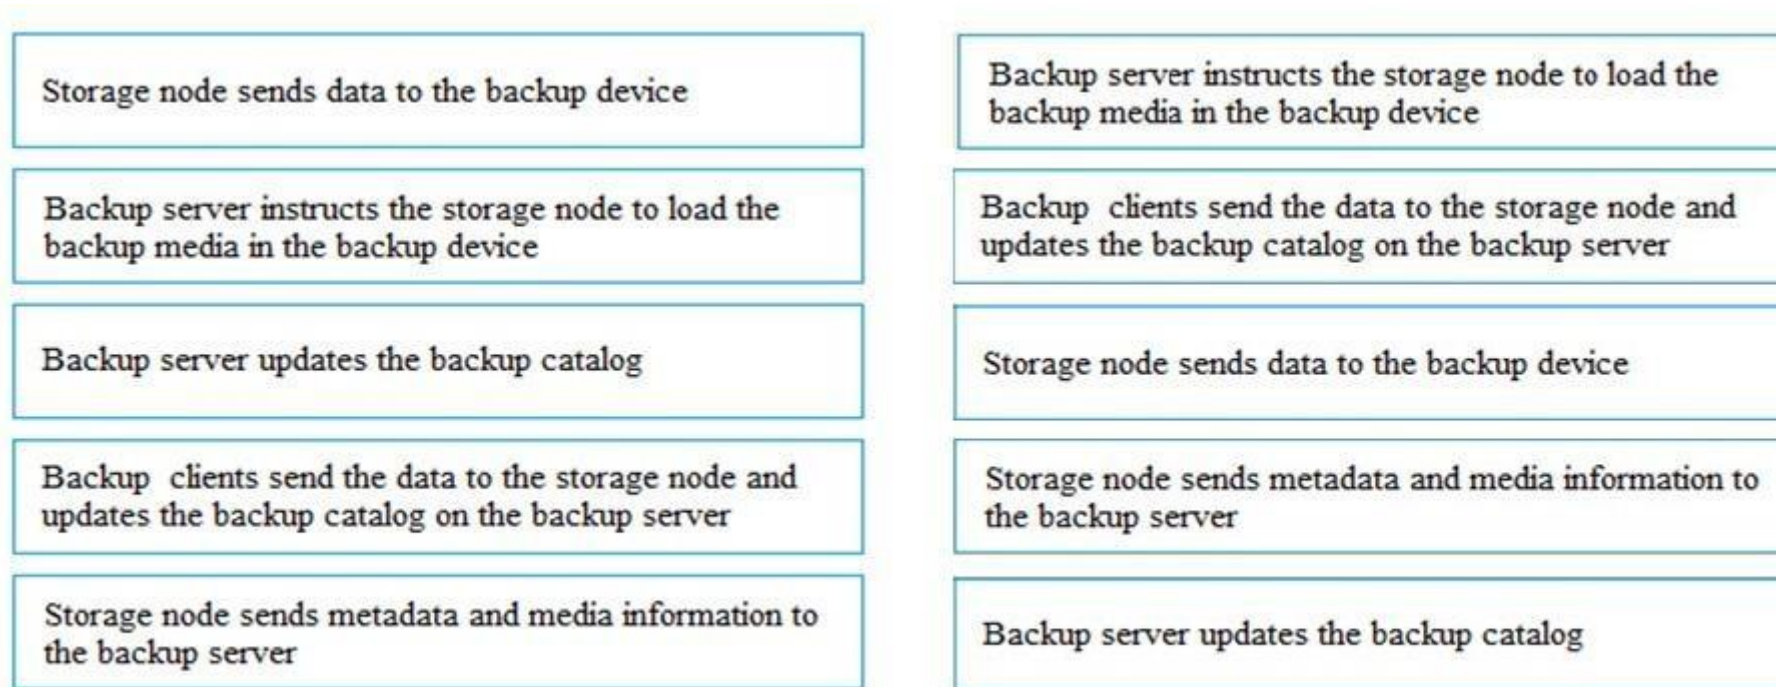 Storage node sends data to the backup device
Backup server instructs the storage node to load the
backup media in the backup device
Backup server updates the backup catalog
Backup clients send the data to the storage node and
updates the backup catalog on the backup server
Storage node sends metadata and media information to
the backup server
Backup server instructs the storage node to load the
backup media in the backup device
Backup clients send the data to the storage node and
updates the backup catalog on the backup server
Storage node sends data to the backup device
Storage node sends metadata and media information to
the backup server
Backup server updates the backup catalog